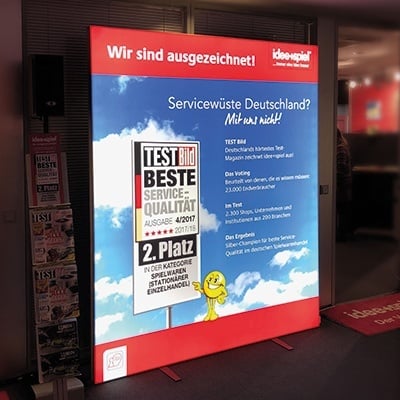 Wir sind ausgezeichnet!
idee+spiel
Servicewüste Deutschland?
Mit uns nicht!
TEST Bild
Deutschlands härtestes Test-
Magazin zeichnet idee+spiel aus!
Das Voting
Beurteilt von denen, die es wissen müssen:
23.000 Endverbraucher
Im Test
2.300 Shops, Unternehmen und
Institutionen aus 200 Branchen
Das Ergebnis
Silber-Champion für beste Service-
Qualität im deutschen Spielwarenhandel
TEST Bild
BESTE
SERVICE-
QUALITÄT
AUSGABE 4/2017
2017/18
2. Platz
IN DER KATEGORIE
SPIELWAREN
(STATIONÄRER
EINZELHANDEL)
idee+spiel